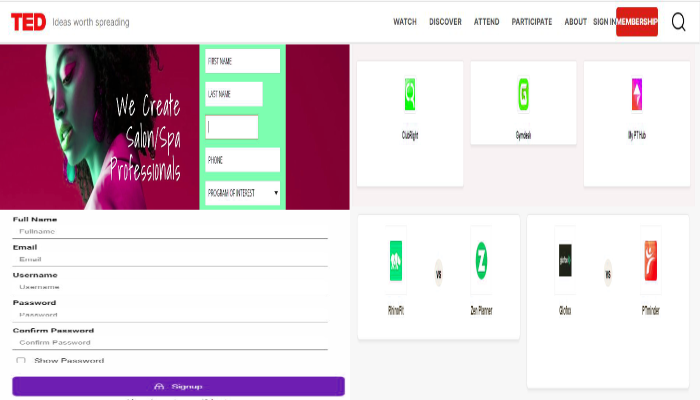 TED Ideas worth spreading
WATCH DISCOVER ATTEND PARTICIPATE ABOUT SIGN IN MEMBERSHIP
We Create
Salon/Spa
Professionals
FIRST NAME
LAST NAME
PHONE
PROGRAM OF INTEREST
ClubRight
Gymdesk
My PT Hub
RhinoFit
VS
Zen Planner
Glofox
VS
PTminder
Full Name
Fullname
Email
Email
Username
Username
Password
Password
Confirm Password
Confirm Password
Show Password
Signup